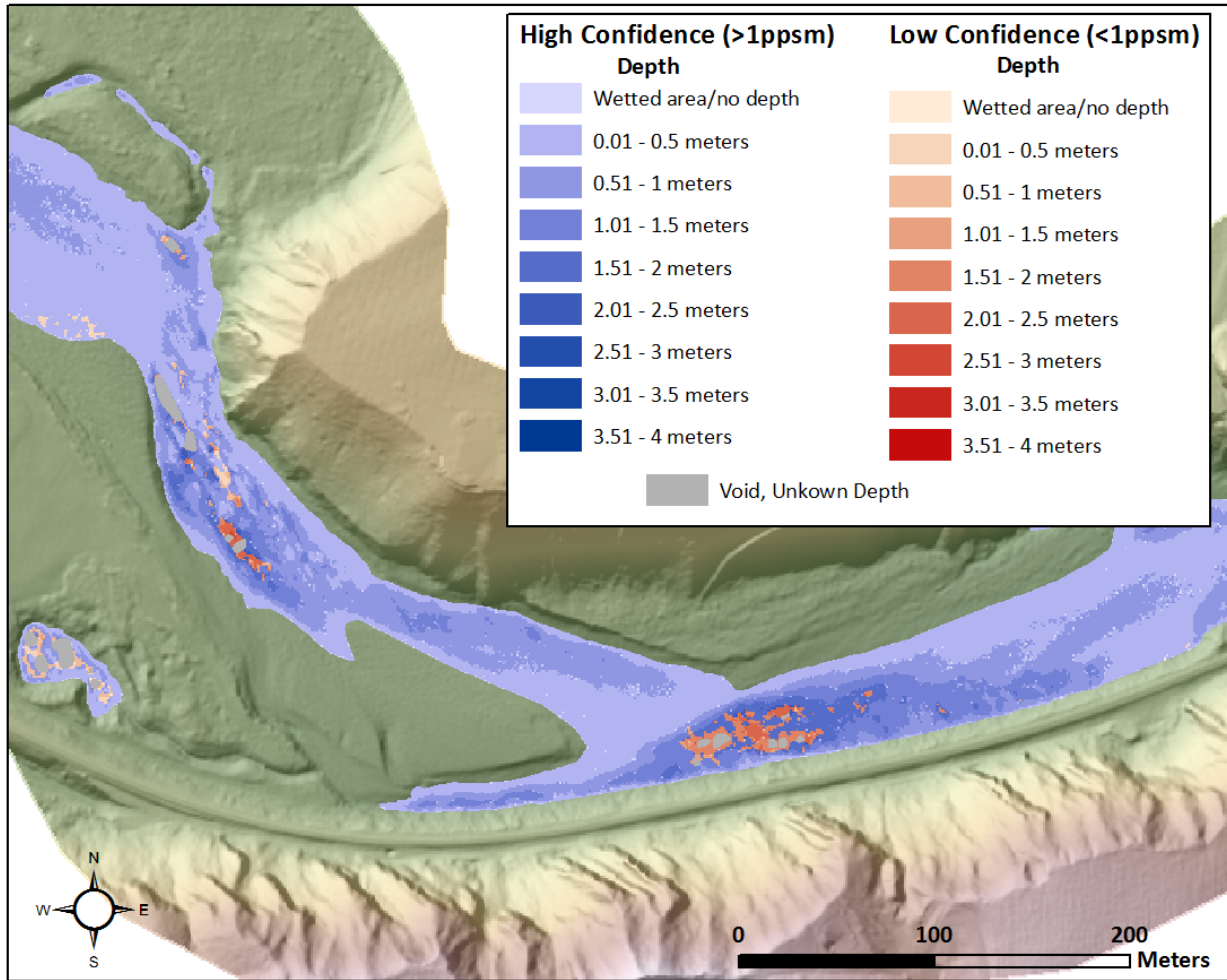 High Confidence (>1ppsm)
Depth
Wetted area/no depth
0.01 - 0.5 meters
0.51 - 1 meters
1.01 - 1.5 meters
1.51 - 2 meters
2.01 - 2.5 meters
2.51 - 3 meters
3.01 - 3.5 meters
3.51 - 4 meters
Low Confidence (<1ppsm)
Depth
Wetted area/no depth
0.01 - 0.5 meters
0.51 - 1 meters
1.01 - 1.5 meters
1.51 - 2 meters
2.01 - 2.5 meters
2.51 - 3 meters
3.01 - 3.5 meters
3.51 - 4 meters
Void, Unkown Depth
N
W E
S
0 100 200
Meters